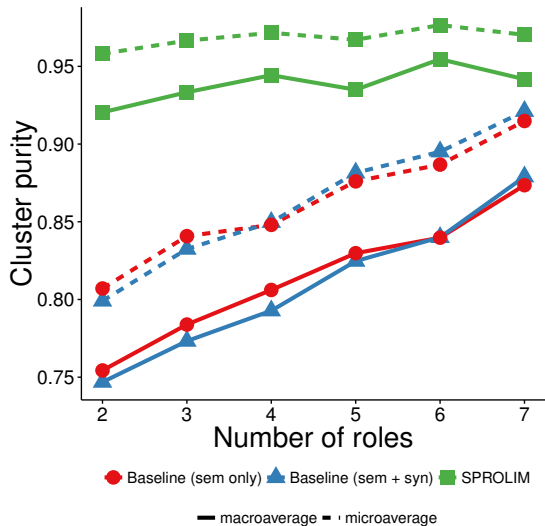 Cluster purity
0.95
0.90
0.85
0.80
0.75
2 3 4 5 6 7
Number of roles
Baseline (sem only) Baseline (sem + syn) SPROLIM
macroaverage microaverage